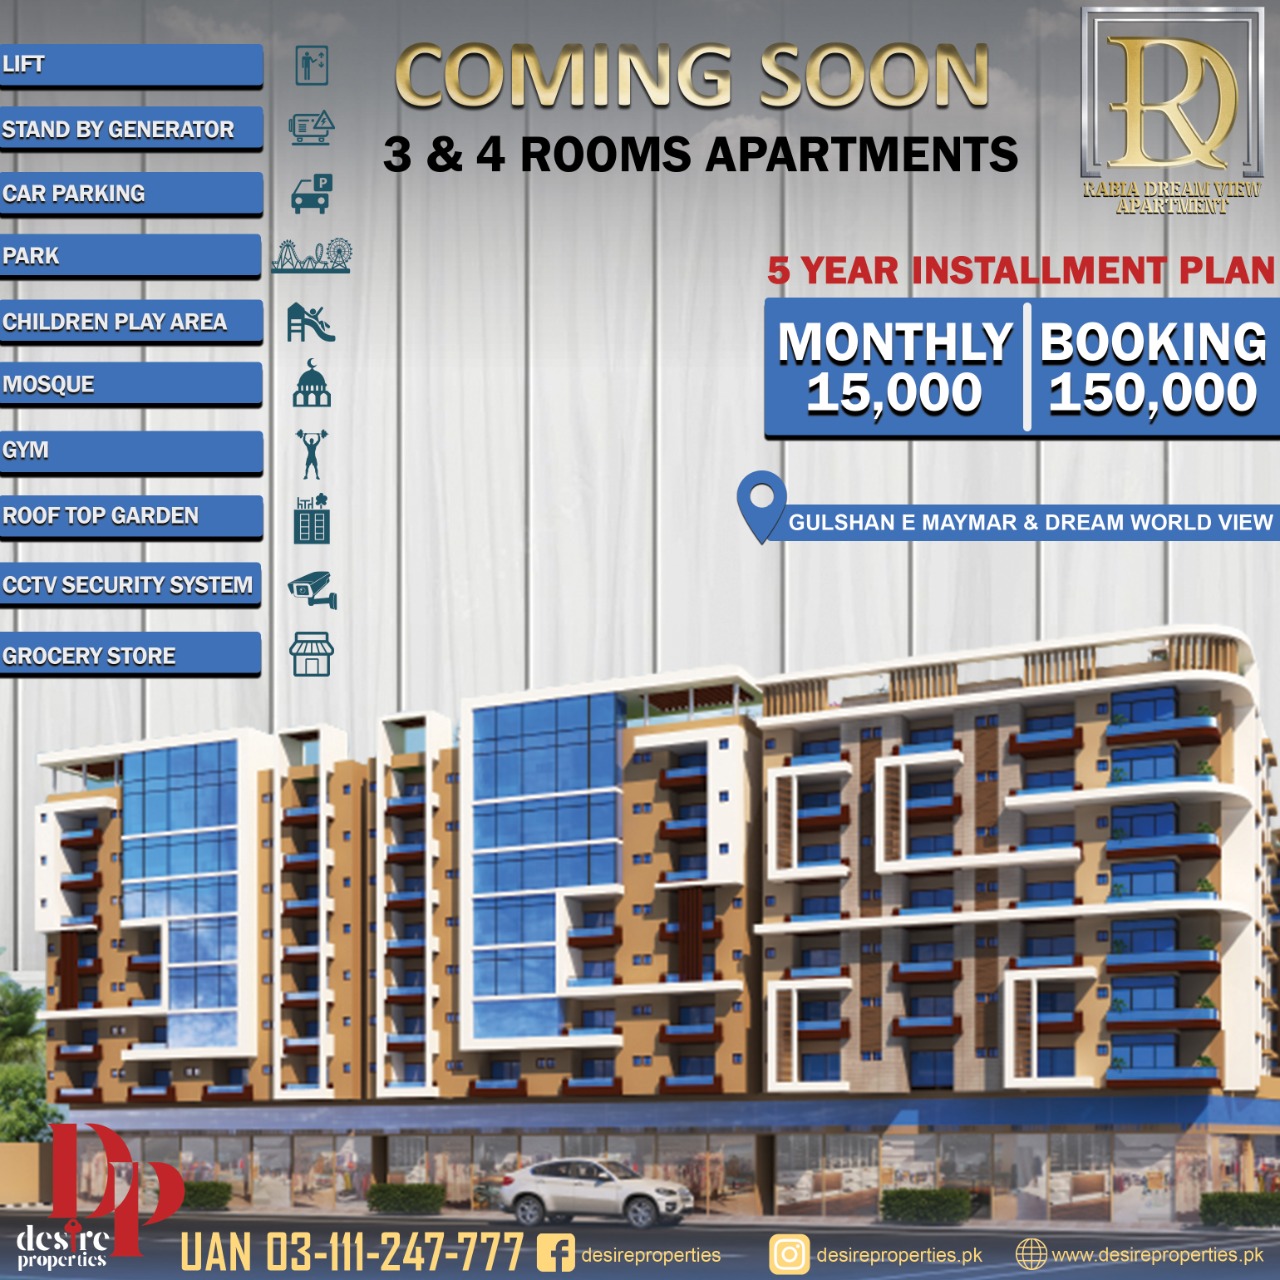 COMING SOON
3 & 4 ROOMS APARTMENTS
RD
RABIA DREAM VIEW
APARTMENT
LIFT
STAND BY GENERATOR
CAR PARKING
P
PARK
CHILDREN PLAY AREA
MOSQUE
GYM
ROOF TOP GARDEN
CCTV SECURITY SYSTEM
GROCERY STORE
5 YEAR INSTALLMENT PLAN
MONTHLY
15,000
BOOKING
150,000
GULSHAN E MAYMAR & DREAM WORLD VIEW
DP
desire
properties
UAN 03-111-247-777
desireproperties
desireproperties.pk
www.desireproperties.pk